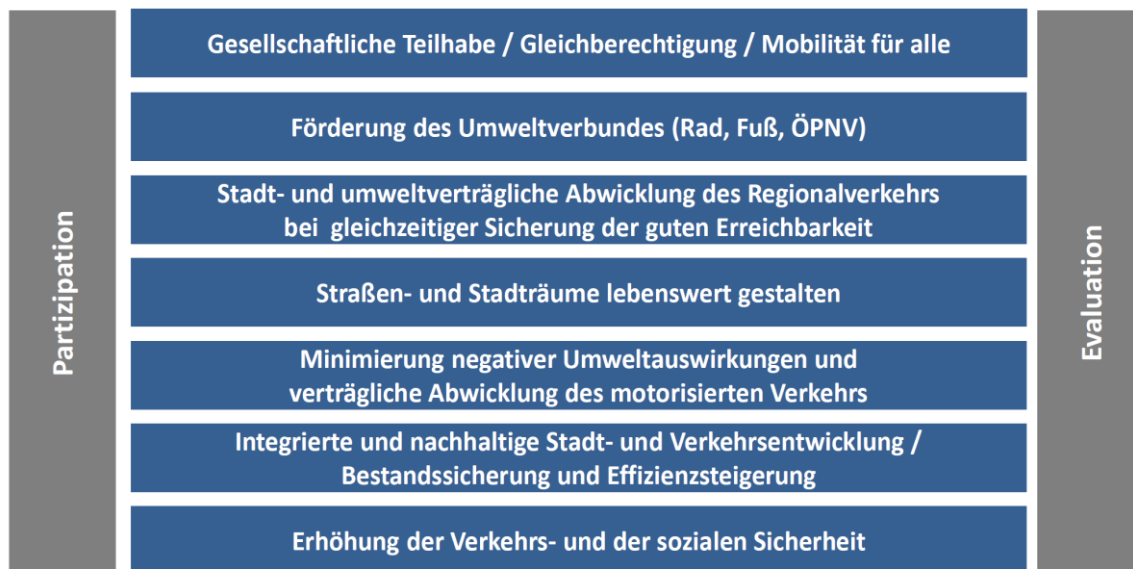 Partizipation
Gesellschaftliche Teilhabe / Gleichberechtigung / Mobilität für alle
Förderung des Umweltverbundes (Rad, Fuß, ÖPNV)
Stadt- und umweltverträgliche Abwicklung des Regionalverkehrs
bei gleichzeitiger Sicherung der guten Erreichbarkeit
Straßen- und Stadträume lebenswert gestalten
Minimierung negativer Umweltauswirkungen und
verträgliche Abwicklung des motorisierten Verkehrs
Integrierte und nachhaltige Stadt- und Verkehrsentwicklung /
Bestandssicherung und Effizienzsteigerung
Erhöhung der Verkehrs- und der sozialen Sicherheit
Evaluation